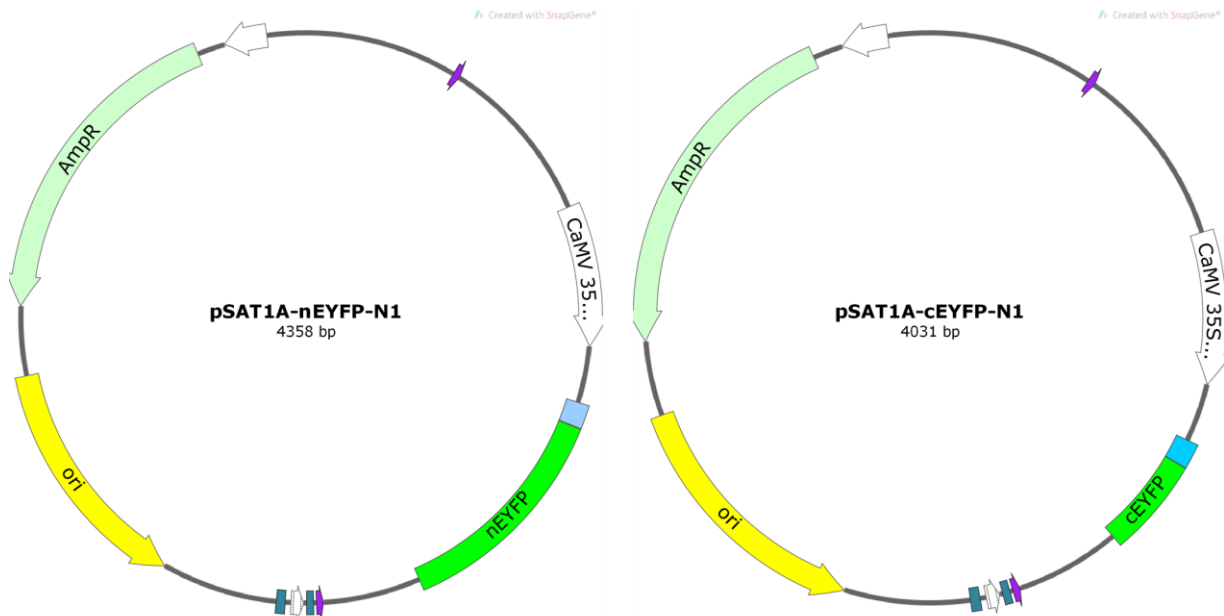 Created with SnapGene®
AmpR
CaMV 35...
pSAT1A-nEYFP-N1
4358 bp
nEYFP
ori
Created with SnapGene®
AmpR
CaMV 35S...
pSAT1A-cEYFP-N1
4031 bp
cEYFP
ori